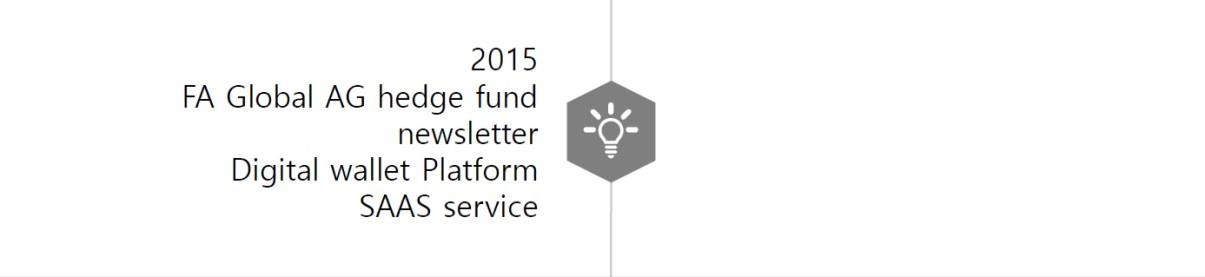 2015
FA Global AG hedge fund
newsletter
Digital wallet Platform
SAAS service